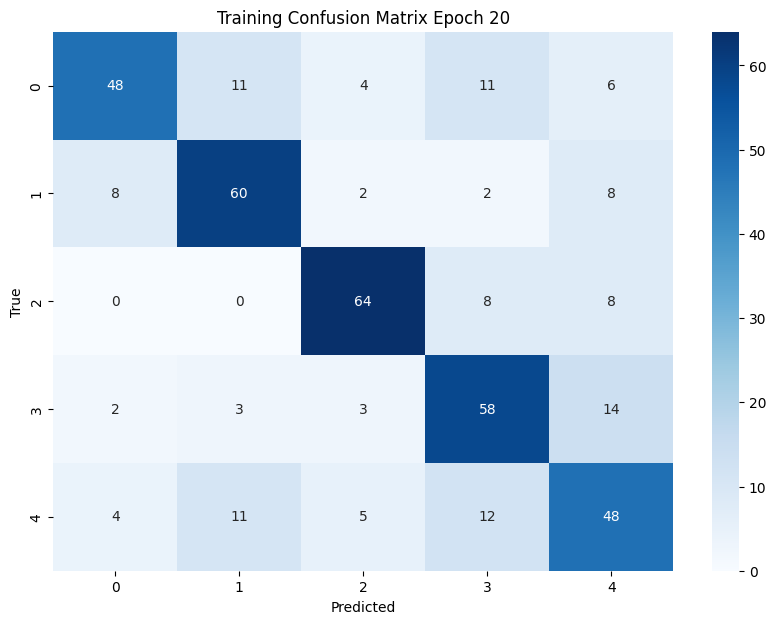 Training Confusion Matrix Epoch 20
0 48 11 4 11 6
1 8 60 2 2 8
2 0 0 64 8 8
3 2 3 3 58 14
4 4 11 5 12 48
0 1 2 3 4
True
Predicted
60
50
40
30
20
10
0